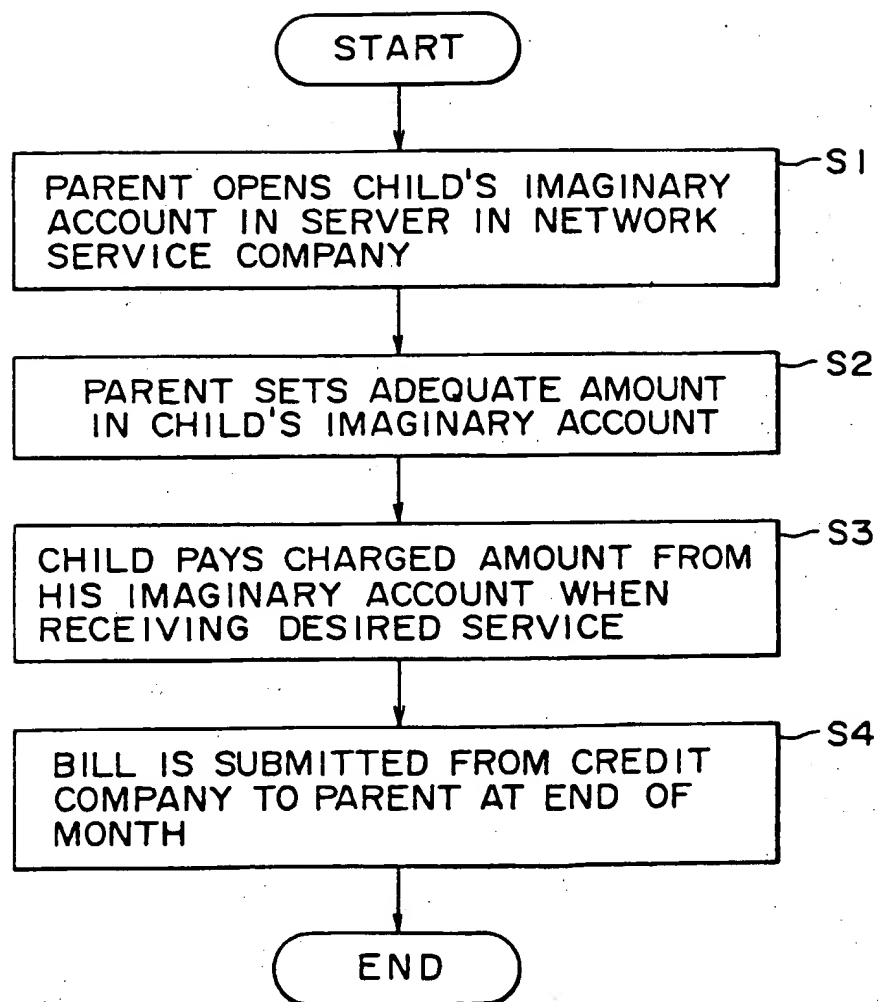 START
S1
PARENT OPENS CHILD'S IMAGINARY
ACCOUNT IN SERVER IN NETWORK
SERVICE COMPANY
S2
PARENT SETS ADEQUATE AMOUNT
IN CHILD'S IMAGINARY ACCOUNT
S3
CHILD PAYS CHARGED AMOUNT FROM
HIS IMAGINARY ACCOUNT WHEN
RECEIVING DESIRED SERVICE
S4
BILL IS SUBMITTED FROM CREDIT
COMPANY TO PARENT AT END OF
MONTH
END